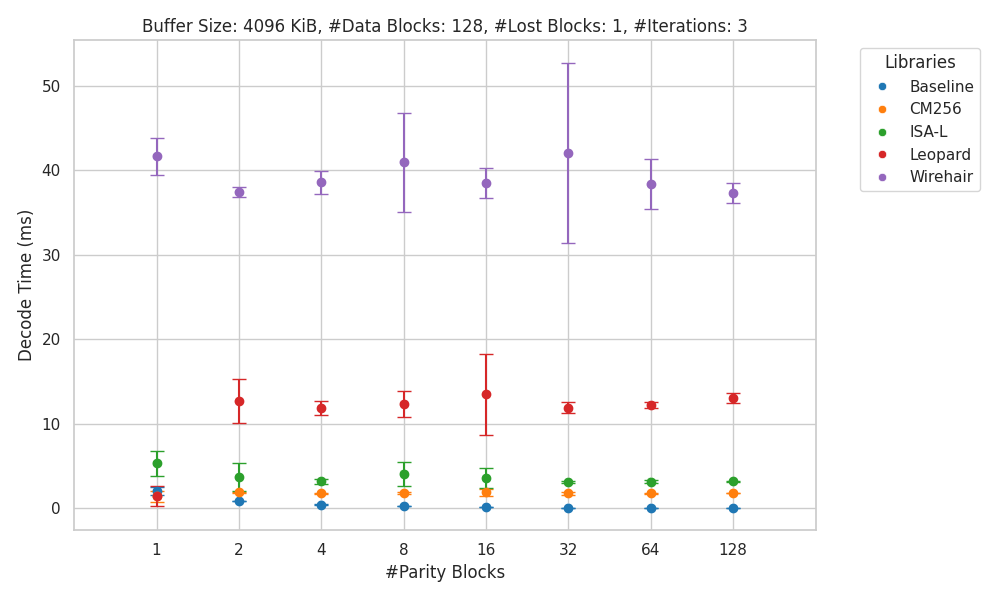 Buffer Size: 4096 KiB, #Data Blocks: 128, #Lost Blocks: 1, #Iterations: 3
Libraries
Baseline
CM256
ISA-L
Leopard
Wirehair
Decode Time (ms)
50
40
30
20
10
0
1 2 4 8 16 32 64 128
#Parity Blocks